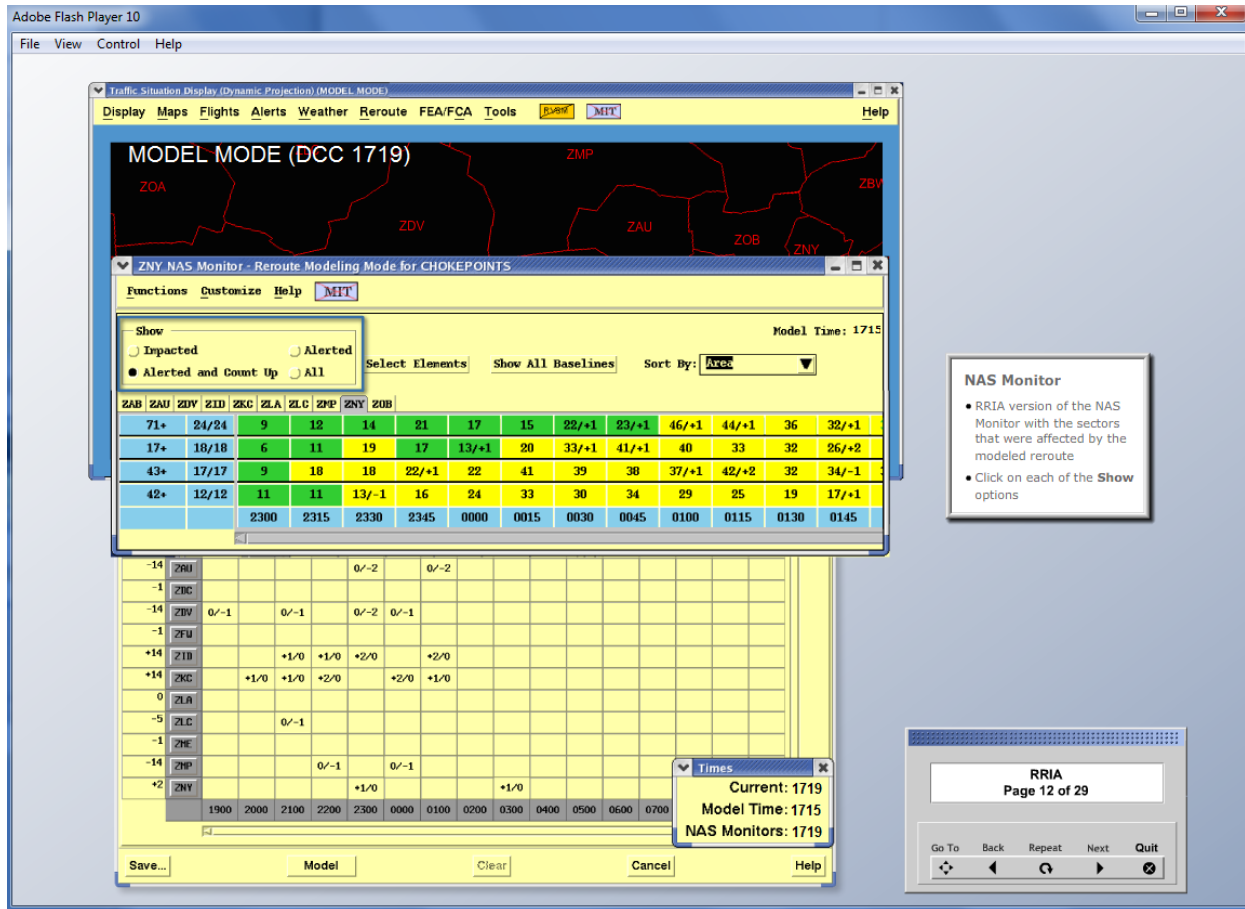 Adobe Flash Player 10
File View Control Help
Traffic Situation Display (Dynamic Projection) (MODEL MODE)
Display Maps Flights Alerts Weather Reroute FEA/FCA Tools RVSM MIT Help
MODEL MODE (DCC 1719)
ZMP
ZOA
ZBW
ZDV
ZAU
ZOB
ZNY
ZNY NAS Monitor - Reroute Modeling Mode for CHOKEPOINTS
Functions Customize Help MIT
Show
Model Time: 1715
Impacted Alerted
Select Elements Show All Baselines Sort By: Area
Alerted and Count Up All
ZAB ZAU ZDV ZID ZKC ZLA ZLC ZMP ZNY ZOB
71+ 24/24 9 12 14 21 17 15 22/+1 23/+1 46/+1 44/+1 36 32/+1
17+ 18/18 6 11 19 17 13/+1 20 33/+1 41/+1 40 33 32 26/+2
43+ 17/17 9 18 18 22/+1 22 41 39 38 37/+1 42/+2 32 34/-1
42+ 12/12 11 11 13/-1 16 24 33 30 34 29 25 19 17/+1
2300 2315 2330 2345 0000 0015 0030 0045 0100 0115 0130 0145
-14 ZAU 0/-2 0/-2
-1 ZDC
-14 ZDV 0/-1 0/-1 0/-2 0/-1
-1 ZFW
+14 ZID +1/0 +1/0 +2/0 +2/0
+14 ZKC +1/0 +1/0 +2/0 +2/0 +1/0
0 ZLA
-5 ZLC 0/-1
-1 ZME
-14 ZMP 0/-1 0/-1
+2 ZNY +1/0 +1/0
1900 2000 2100 2200 2300 0000 0100 0200 0300 0400 0500 0600 0700
Times
Current: 1719
Model Time: 1715
NAS Monitors: 1719
Save... Model Clear Cancel Help
NAS Monitor
• RRIA version of the NAS
Monitor with the sectors
that were affected by the
modeled reroute
• Click on each of the Show
options
RRIA
Page 12 of 29
Go To Back Repeat Next Quit